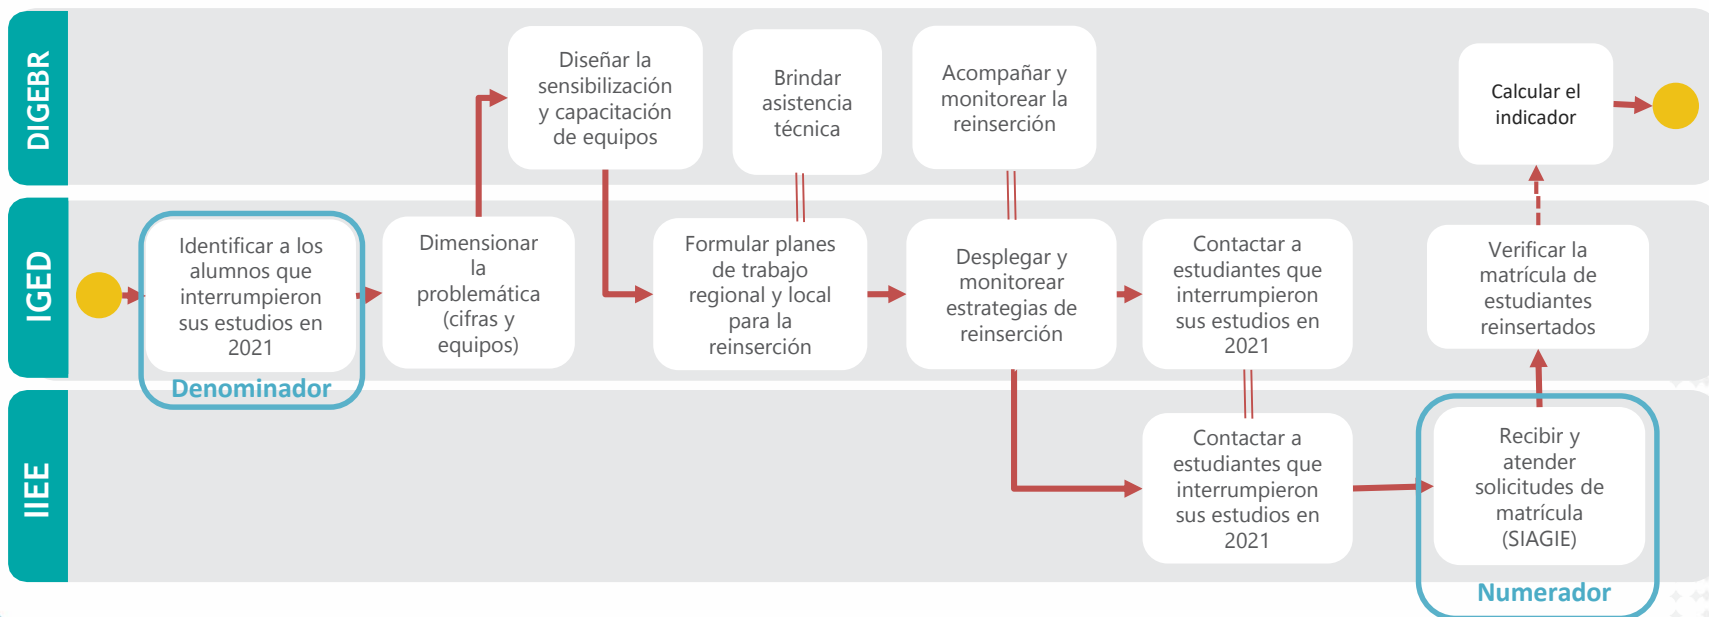 DIGEBR
Diseñar la
sensibilización
y capacitación
de equipos
Brindar
asistencia
técnica
Acompañar y
monitorear la
reinserción
Calcular el
indicador
IGED
Identificar a los
alumnos que
interrumpieron
sus estudios en
2021
Denominador
Dimensionar
la
problemática
(cifras y
equipos)
Formular planes
de trabajo
regional y local
para la
reinserción
Desplegar y
monitorear
estrategias de
reinserción
Contactar a
estudiantes que
interrumpieron
sus estudios en
2021
Verificar la
matrícula de
estudiantes
reinsertados
IIEE
Contactar a
estudiantes que
interrumpieron
sus estudios en
2021
Recibir y
atender
solicitudes de
matrícula
(SIAGIE)
Numerador